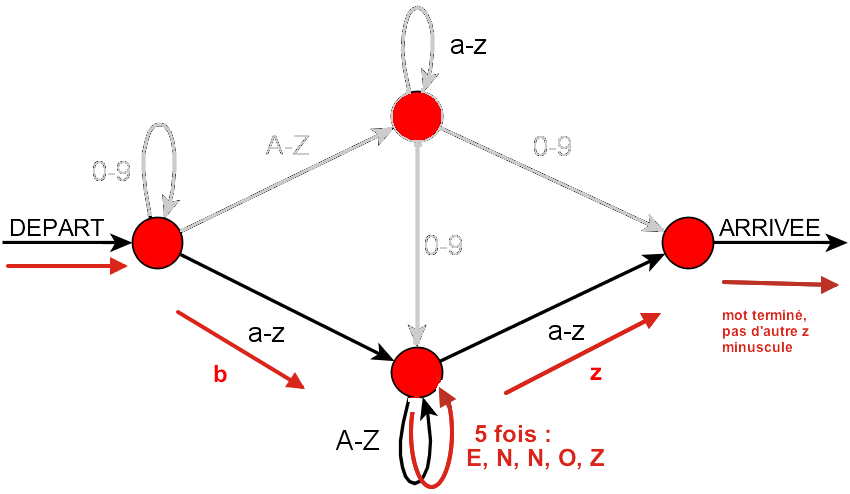 a-z
A-Z
0-9
0-9
DEPART
ARRIVEE
0-9
mot terminé,
pas d'autre z
minuscule
a-z
a-z
b
z
A-Z
5 fois :
E, N, N, O, Z